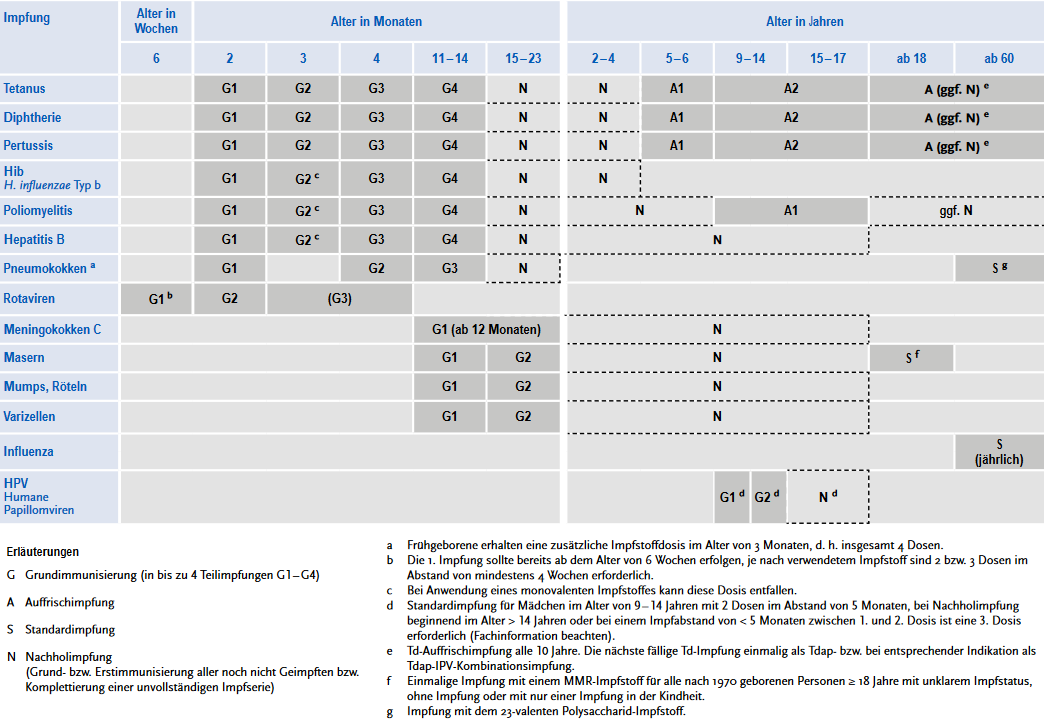 Impfung Alter in Wochen Alter in Monaten Alter in Jahren
6 2 3 4 11–14 15–23 2–4 5–6 9–14 15–17 ab 18 ab 60
Tetanus G1 G2 G3 G4 N N A1 A2 A (ggf. N) e
Diphtherie G1 G2 G3 G4 N N A1 A2 A (ggf. N) e
Pertussis G1 G2 G3 G4 N N A1 A2 A (ggf. N) e
Hib
H. influenzae Typ b G1 G2 c G3 G4 N N
Poliomyelitis G1 G2 c G3 G4 N N A1 ggf. N
Hepatitis B G1 G2 c G3 G4 N N
Pneumokokken a G1 G2 G3 N S g
Rotaviren G1 b G2 (G3)
Meningokokken C G1 (ab 12 Monaten) N
Masern G1 G2 N S f
Mumps, Röteln G1 G2 N
Varizellen G1 G2 N
Influenza S
(jährlich)
HPV
Humane
Papillomviren G1 d G2 d N d
Erläuterungen
G Grundimmunisierung (in bis zu 4 Teilimpfungen G1–G4)
A Auffrischimpfung
S Standardimpfung
N Nachholimpfung
(Grund- bzw. Erstimmunisierung aller noch nicht Geimpften bzw.
Komplettierung einer unvollständigen Impfserie)
a Frühgeborene erhalten eine zusätzliche Impfstoffdosis im Alter von 3 Monaten, d. h. insgesamt 4 Dosen.
b Die 1. Impfung sollte bereits ab dem Alter von 6 Wochen erfolgen, je nach verwendetem Impfstoff sind 2 bzw. 3 Dosen im
Abstand von mindestens 4 Wochen erforderlich.
c Bei Anwendung eines monovalenten Impfstoffes kann diese Dosis entfallen.
d Standardimpfung für Mädchen im Alter von 9–14 Jahren mit 2 Dosen im Abstand von 5 Monaten, bei Nachholimpfung
beginnend im Alter > 14 Jahren oder bei einem Impfabstand von < 5 Monaten zwischen 1. und 2. Dosis ist eine 3. Dosis
erforderlich (Fachinformation beachten).
e Td-Auffrischimpfung alle 10 Jahre. Die nächste fällige Td-Impfung einmalig als Tdap- bzw. bei entsprechender Indikation als
Tdap-IPV-Kombinationsimpfung.
f Einmalige Impfung mit einem MMR-Impfstoff für alle nach 1970 geborenen Personen ≥ 18 Jahre mit unklarem Impfstatus,
ohne Impfung oder mit nur einer Impfung in der Kindheit.
g Impfung mit dem 23-valenten Polysaccharid-Impfstoff.